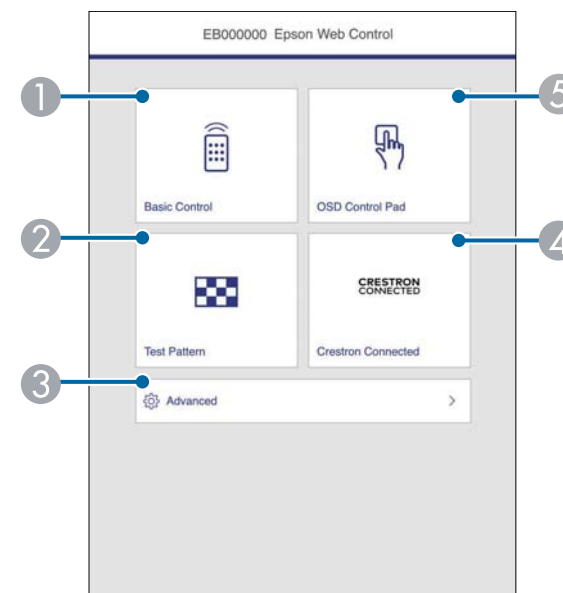 EB000000 Epson Web Control
1
5
Basic Control
OSD Control Pad
2
4
CRESTRON
CONNECTED
Test Pattern
Crestron Connected
3
Advanced